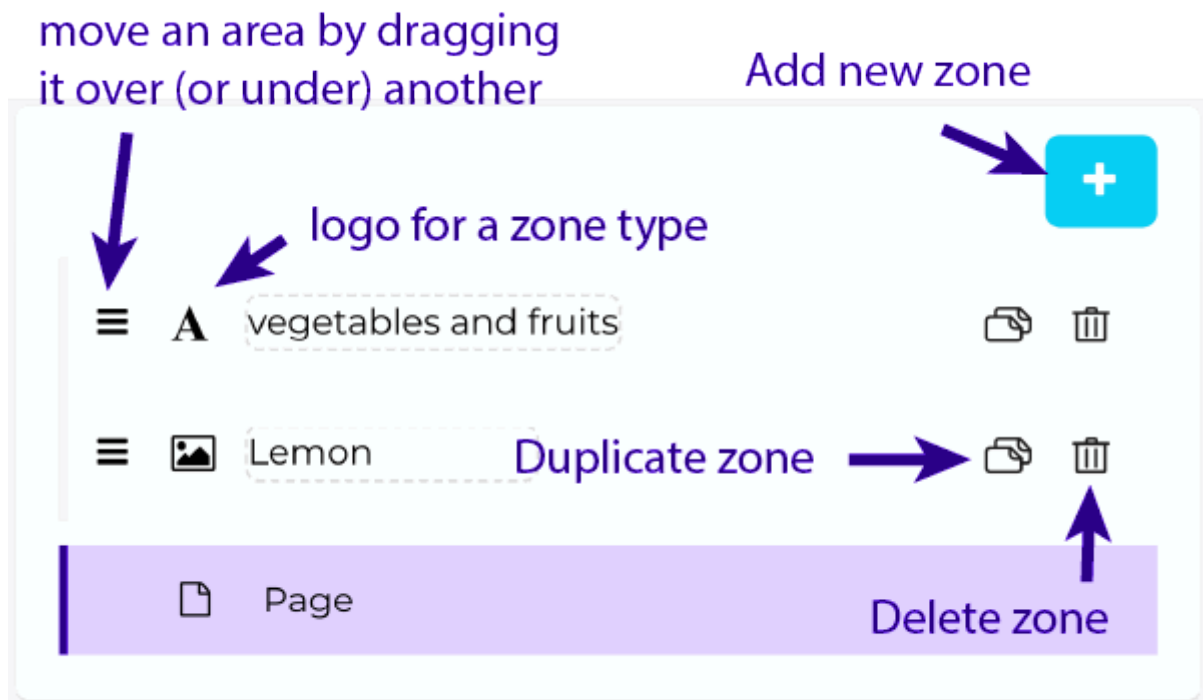 move an area by dragging
it over (or under) another
Add new zone
+
logo for a zone type
A vegetables and fruits
Lemon
Duplicate zone
Page
Delete zone